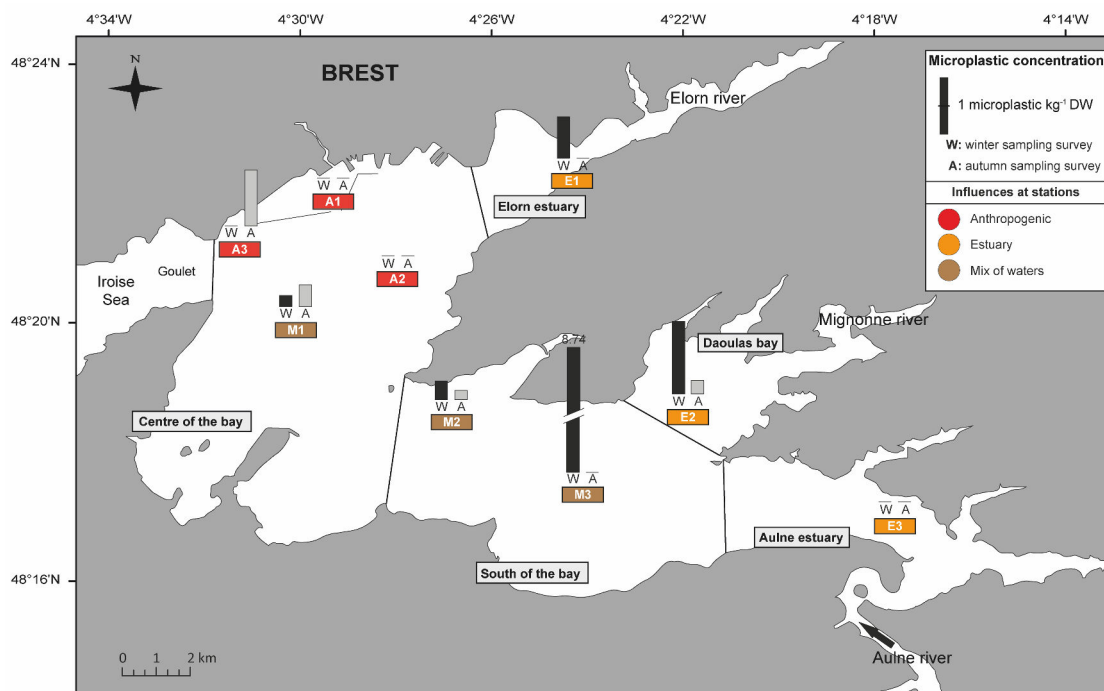 4°34'W
4°30'W
4°26'W
4°22'W
4°18'W
4°14'W
48°24'N
48°20'N
48°16'N
N
BREST
Elorn river
W A
E1
Elorn estuary
W A
A1
W A
A3
Goulet
Iroise
Sea
W A
A2
W A
M1
Mignonne river
Daoulas bay
8.74
W A
E2
W A
M2
Centre of the bay
W A
M3
W A
E3
Aulne estuary
South of the bay
Aulne river
0 1 2 km
Microplastic concentration
1 microplastic kg⁻¹ DW
W: winter sampling survey
A: autumn sampling survey
Influences at stations
Anthropogenic
Estuary
Mix of waters